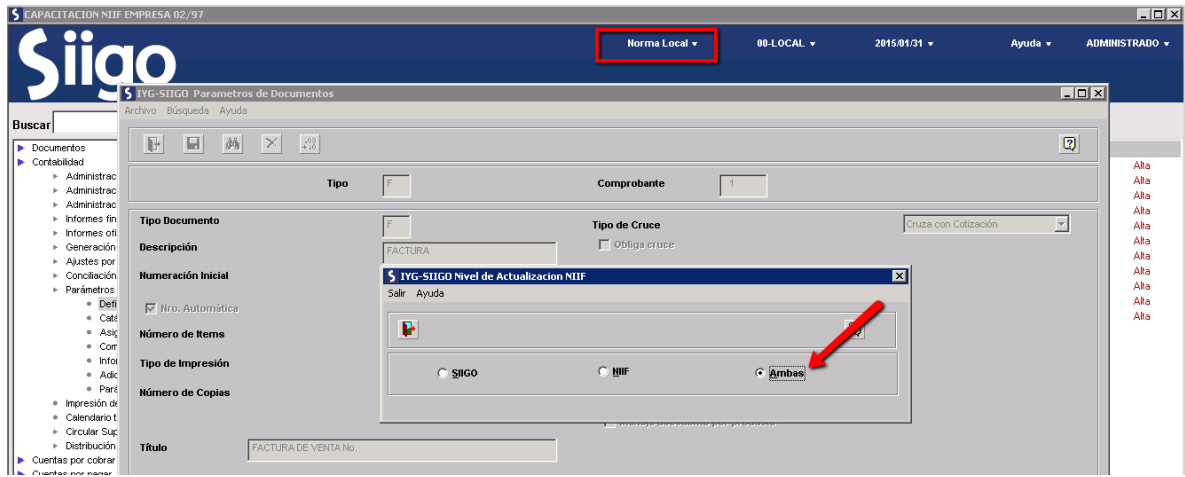 CAPACITACION NIIF EMPRESA 02/97
Siigo
Norma Local
00-LOCAL
2015/01/31
Ayuda
ADMINISTRADO
IYG-SIIGO Parametros de Documentos
Archivo Búsqueda Ayuda
Buscar
Documentos
Contabilidad
Administrac
Administrac
Administrac
Informes fin
Informes ofi
Generación
Ajustes por
Conciliación
Parámetros
Defi
Catá
Asig
Con
Infor
Adic
Pará
Impresión de
Calendario t
Circular Sup
Distribución
Cuentas por cobrar
Cuentas por pagar
Tipo F Comprobante 1
Tipo Documento F Tipo de Cruce Cruza con Cotización
Obliga cruce
Descripción FACTURA
Numeración Inicial
Nro. Automática
Número de Items
Tipo de Impresión
Número de Copias
Título FACTURA DE VENTA No.
IYG-SIIGO Nivel de Actualizacion NIIF
Salir Ayuda
SIIGO NIIF Ambas
Alta
Alta
Alta
Alta
Alta
Alta
Alta
Alta
Alta
Alta
Alta